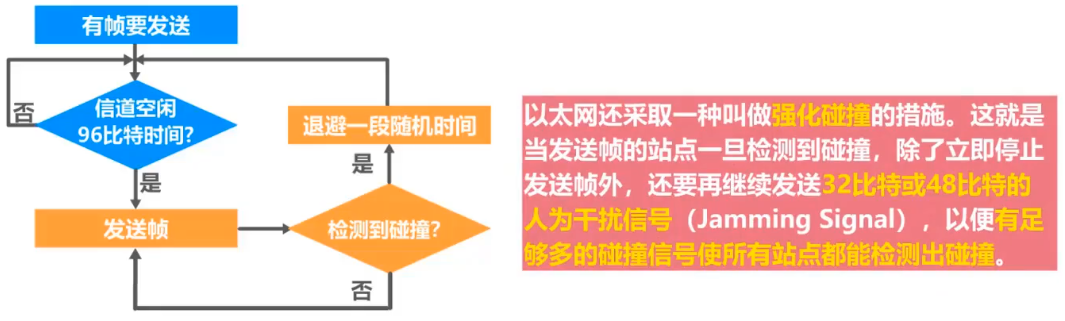 有帧要发送
否
信道空闲
96比特时间？
是
发送帧
退避一段随机时间
是
检测到碰撞？
否
以太网还采取一种叫做强化碰撞的措施。这就是
当发送帧的站点一旦检测到碰撞，除了立即停止
发送帧外，还要再继续发送32比特或48比特的
人为干扰信号（Jamming Signal），以便有足
够多的碰撞信号使所有站点都能检测出碰撞。